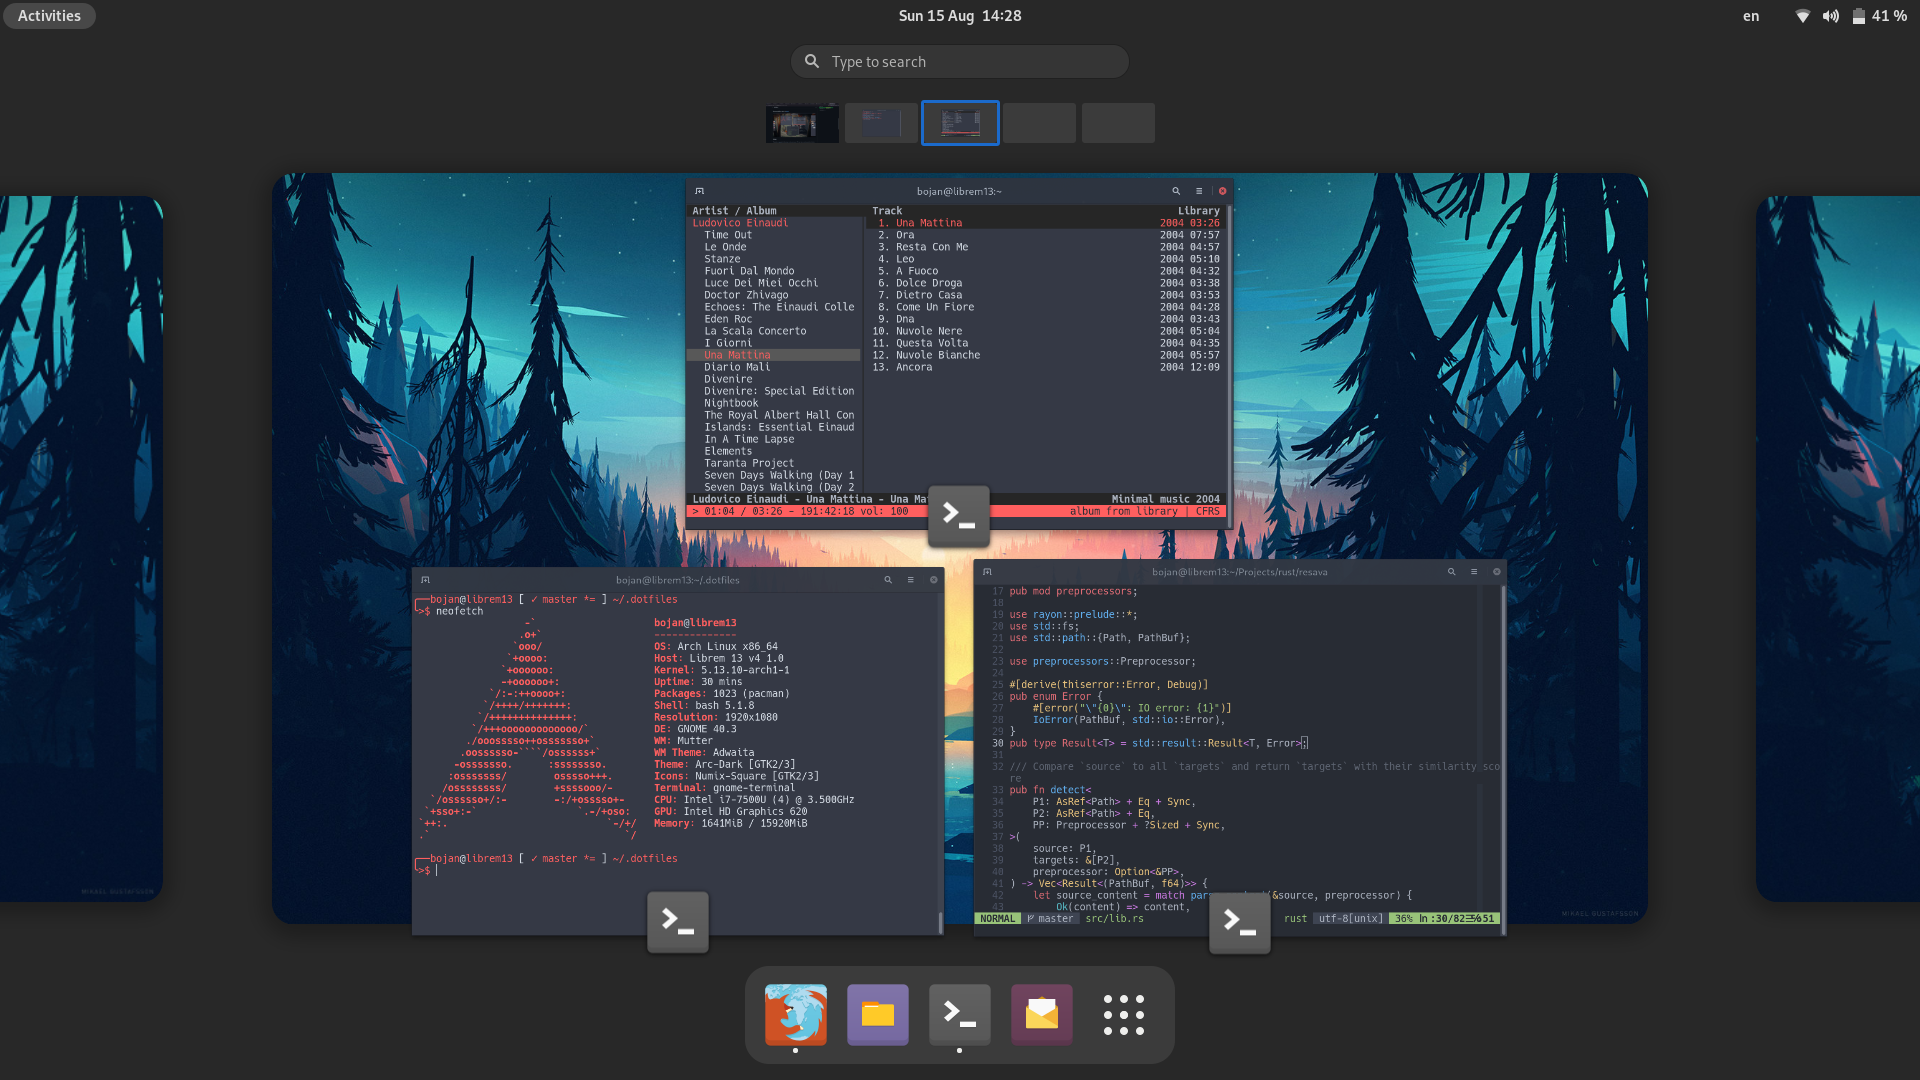 Activities
Sun 15 Aug 14:28
en
41 %
Type to search
bojan@librem13:~
Artist / Album Track Library
Ludovico Einaudi 1. Una Mattina 2004 03:26
Time Out 2. Ora 2004 07:57
Le Onde 3. Resta Con Me 2004 04:57
Stanze 4. Leo 2004 05:10
Fuori Dal Mondo 5. A Fuoco 2004 04:32
Luce Dei Miei Occhi 6. Dolce Droga 2004 03:38
Doctor Zhivago 7. Dietro Casa 2004 03:53
Echoes: The Einaudi Colle 8. Come Un Fiore 2004 04:28
Eden Roc 9. Dna 2004 03:43
La Scala Concerto 10. Nuvole Nere 2004 05:04
I Giorni 11. Questa Volta 2004 04:35
Una Mattina 12. Nuvole Bianche 2004 05:57
Diario Mali 13. Ancora 2004 12:09
Divenire
Divenire: Special Edition
Nightbook
The Royal Albert Hall Con
Islands: Essential Einaud
In A Time Lapse
Elements
Taranta Project
Seven Days Walking (Day 1
Seven Days Walking (Day 2
Ludovico Einaudi - Una Mattina - Una Ma Minimal music 2004
> 01:04 / 03:26 - 191:42:18 vol: 100 album from library | CFRS
bojan@librem13:~/.dotfiles
bojan@librem13 [ ✓ master *= ] ~/.dotfiles
>$ neofetch
bojan@librem13
--------------
OS: Arch Linux x86_64
Host: Librem 13 v4 1.0
Kernel: 5.13.10-arch1-1
Uptime: 30 mins
Packages: 1023 (pacman)
Shell: bash 5.1.8
Resolution: 1920x1080
DE: GNOME 40.3
WM: Mutter
WM Theme: Adwaita
Theme: Arc-Dark [GTK2/3]
Icons: Numix-Square [GTK2/3]
Terminal: gnome-terminal
CPU: Intel i7-7500U (4) @ 3.500GHz
GPU: Intel HD Graphics 620
Memory: 1641MiB / 15920MiB
bojan@librem13 [ ✓ master *= ] ~/.dotfiles
>$
bojan@librem13:~/Projects/rust/resava
17 pub mod preprocessors;
18
19 use rayon::prelude::*;
20 use std::fs;
21 use std::path::{Path, PathBuf};
22
23 use preprocessors::Preprocessor;
24
25 #[derive(thiserror::Error, Debug)]
26 pub enum Error {
27 #[error("\"{0}\": IO error: {1}")]
28 IoError(PathBuf, std::io::Error),
29 }
30 pub type Result<T> = std::result::Result<T, Error>;
31
32 /// Compare `source` to all `targets` and return `targets` with their similarity sco
re
33 pub fn detect<
34 P1: AsRef<Path> + Eq + Sync,
35 P2: AsRef<Path> + Eq,
36 PP: Preprocessor + ?Sized + Sync,
37 >(
38 source: P1,
39 targets: &[P2],
40 preprocessor: Option<&PP>,
41 ) -> Vec<Result<(PathBuf, f64)>> {
42 let source_content = match par (&source, preprocessor) {
43 Ok(content) => content,
NORMAL master src/lib.rs rust utf-8[unix] 36% ln:30/82 51
MIKAEL GUSTAFSSON
MIKAEL GUSTAFSSON